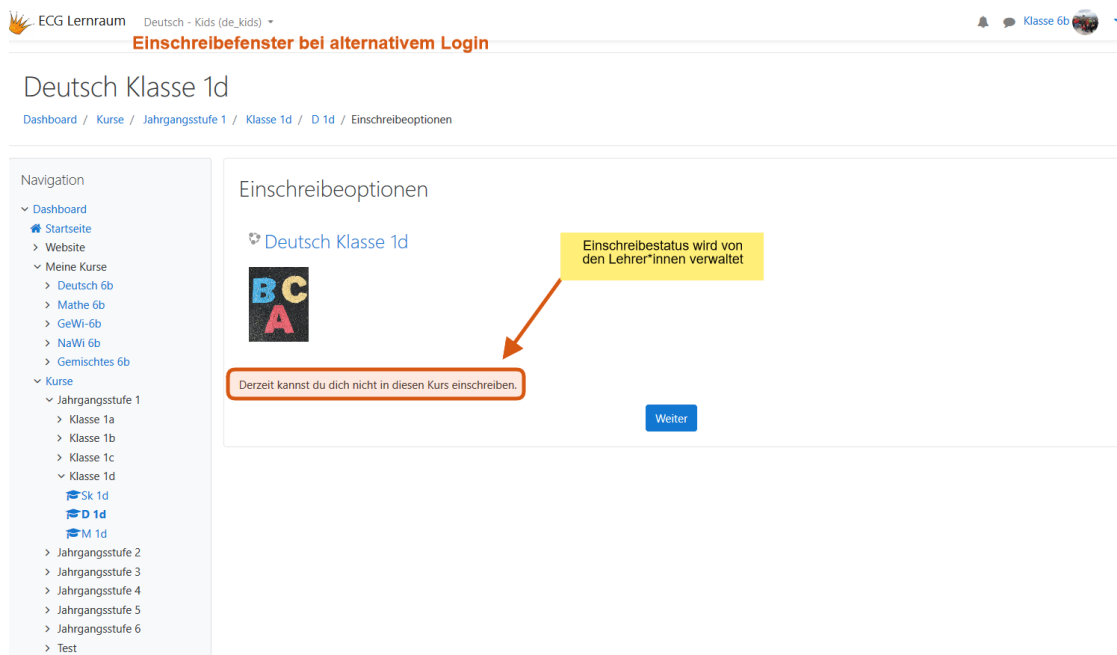 ECG Lernraum Deutsch - Kids (de_kids) Klasse 6b
Einschreibefenster bei alternativem Login
Deutsch Klasse 1d
Dashboard / Kurse / Jahrgangsstufe 1 / Klasse 1d / D 1d / Einschreibeoptionen
Navigation
Dashboard
Startseite
Website
Meine Kurse
Deutsch 6b
Mathe 6b
GeWi-6b
NaWi 6b
Gemischtes 6b
Kurse
Jahrgangsstufe 1
Klasse 1a
Klasse 1b
Klasse 1c
Klasse 1d
Sk 1d
D 1d
M 1d
Jahrgangsstufe 2
Jahrgangsstufe 3
Jahrgangsstufe 4
Jahrgangsstufe 5
Jahrgangsstufe 6
Test
Einschreibeoptionen
Deutsch Klasse 1d
B C
A
Einschreibestatus wird von
den Lehrer*innen verwaltet
Derzeit kannst du dich nicht in diesen Kurs einschreiben.
Weiter